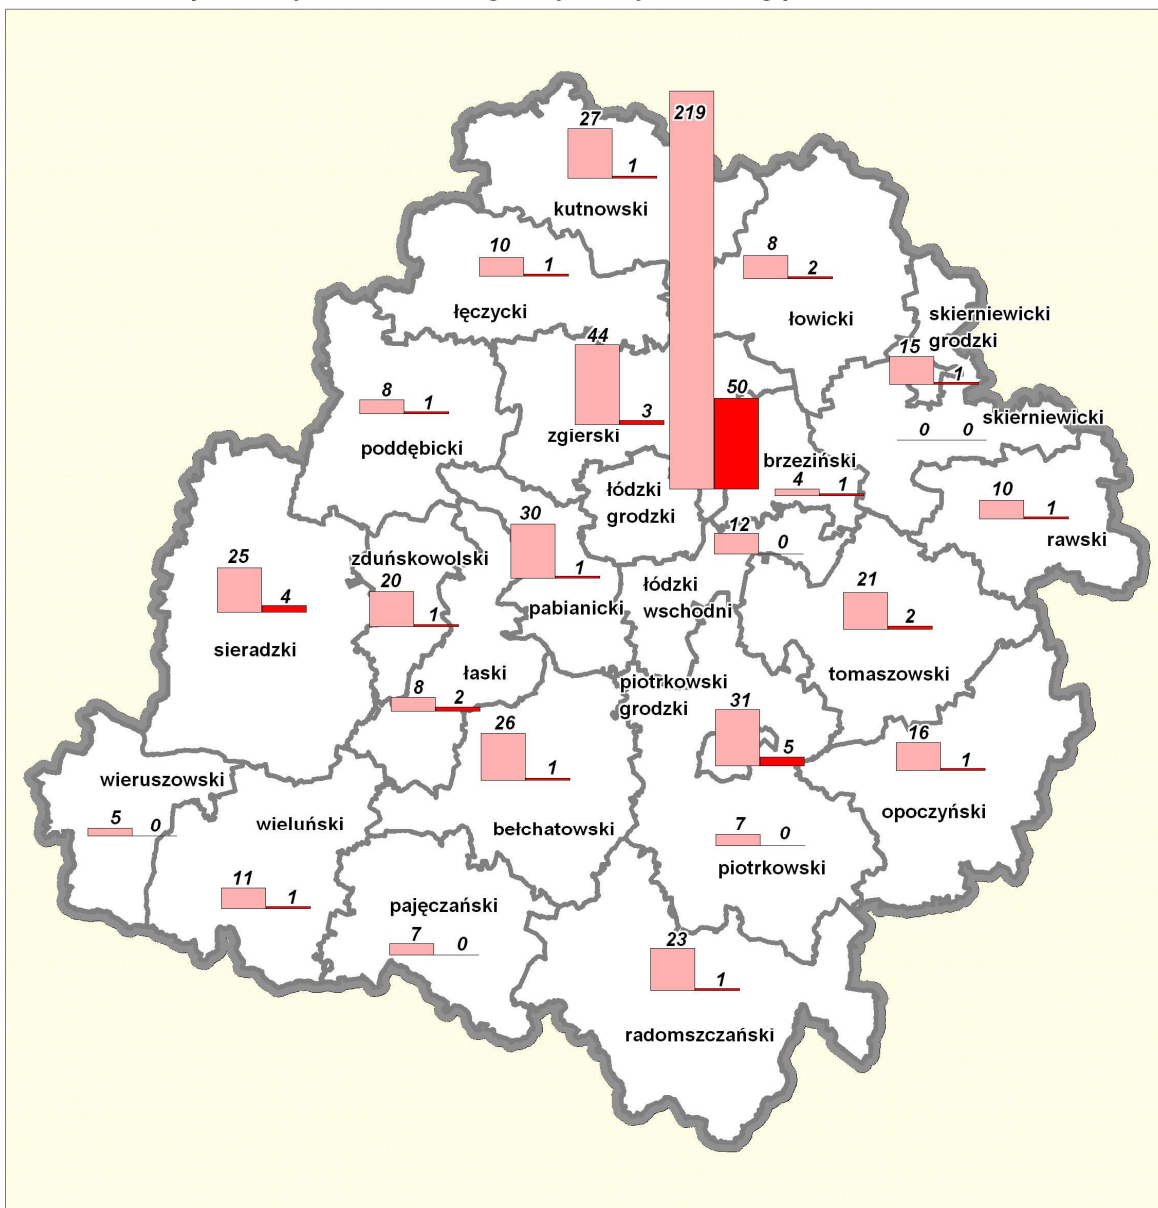 219
27
1
kutnowski
10
1
łęczycki
8
2
łowicki
skierniewicki
grodzki
15
1
44
3
zgierski
50
8
1
poddębicki
0 0
skierniewicki
brzeziński
4
1
łódzki
grodzki
10
1
rawski
30
1
pabianicki
12
0
łódzki
wschodni
25
4
sieradzki
zduńskowolski
20
1
21
2
tomaszowski
łaski
8
2
piotrkowski
grodzki
31
5
26
1
bełchatowski
16
1
opoczyński
wieruszowski
5 0
wieluński
11
1
7 0
piotrkowski
pajęczański
7 0
23
1
radomszczański